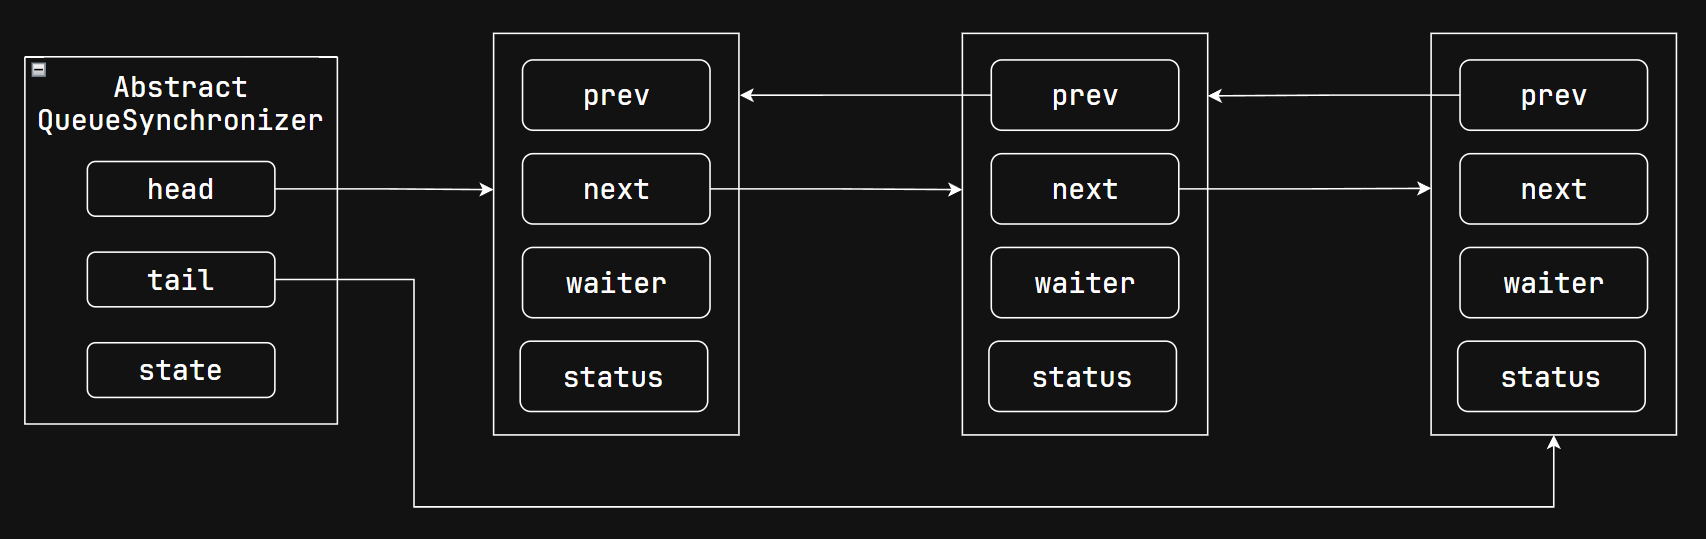 Abstract
QueueSynchronizer
head
tail
state
prev
next
waiter
status
prev
next
waiter
status
prev
next
waiter
status